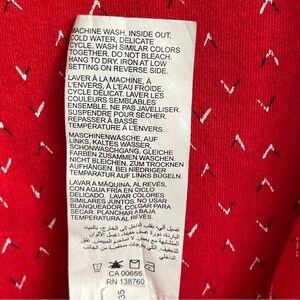 MACHINE WASH, INSIDE OUT,
COLD WATER, DELICATE
CYCLE. WASH SIMILAR COLORS
TOGETHER. DO NOT BLEACH.
HANG TO DRY. IRON AT LOW
SETTING ON REVERSE SIDE.
LAVER À LA MACHINE, À
L'ENVERS, À L'EAU FROIDE,
CYCLE DÉLICAT. LAVER LES
COULEURS SEMBLABLES
ENSEMBLE. NE PAS JAVELLISER.
SUSPENDRE POUR SÉCHER.
REPASSER À BASSE
TEMPÉRATURE À L'ENVERS.
MASCHINENWÄSCHE, AUF
LINKS, KALTES WASSER,
SCHONWASCHGANG. GLEICHE
FARBEN ZUSAMMEN WASCHEN.
NICHT BLEICHEN. ZUM TROCKNEN
AUFHÄNGEN. BEI NIEDRIGER
TEMPARATUR AUF LINKS BÜGELN.
LAVAR A MÁQUINA, AL REVÉS,
CON AGUA FRÍA EN CICLO
DELICADO. LAVAR COLORES
SIMILARES JUNTOS. NO USAR
BLANQUEADOR. COLGAR PARA
SECAR. PLANCHAR A BAJA
TEMPERATURA AL REVÉS.
CA 00655
RN 138760
35